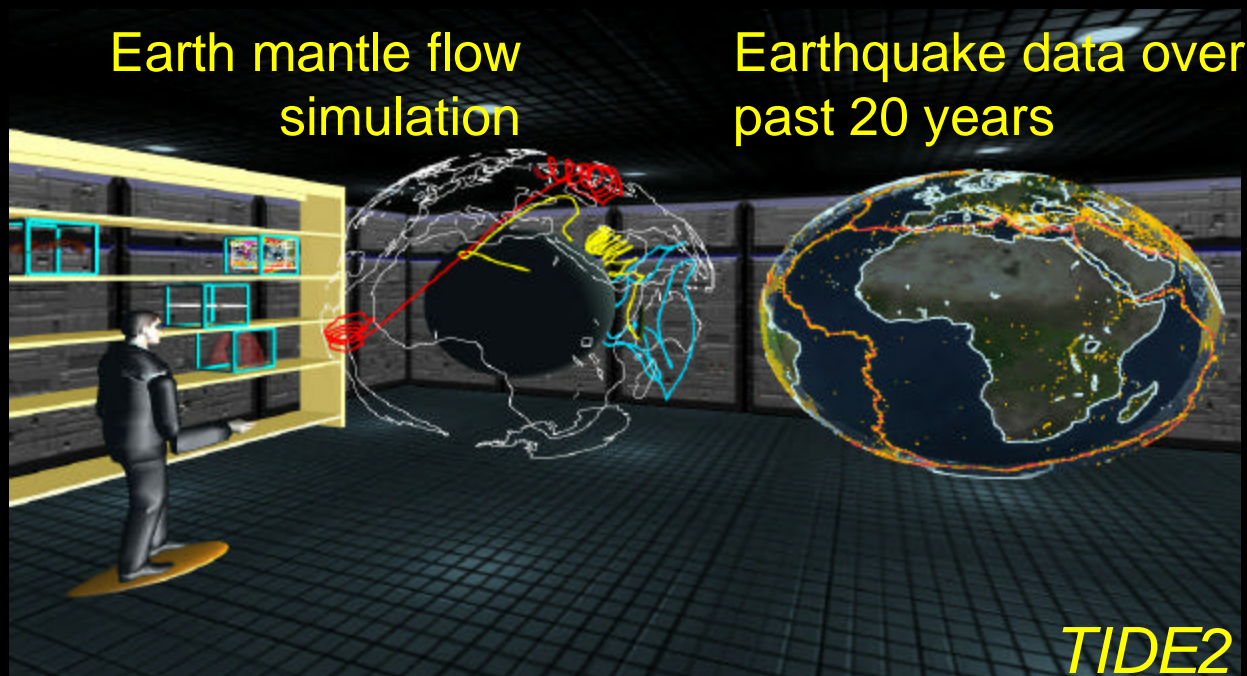 Earth mantle flow
simulation
Earthquake data over
past 20 years
TIDE2